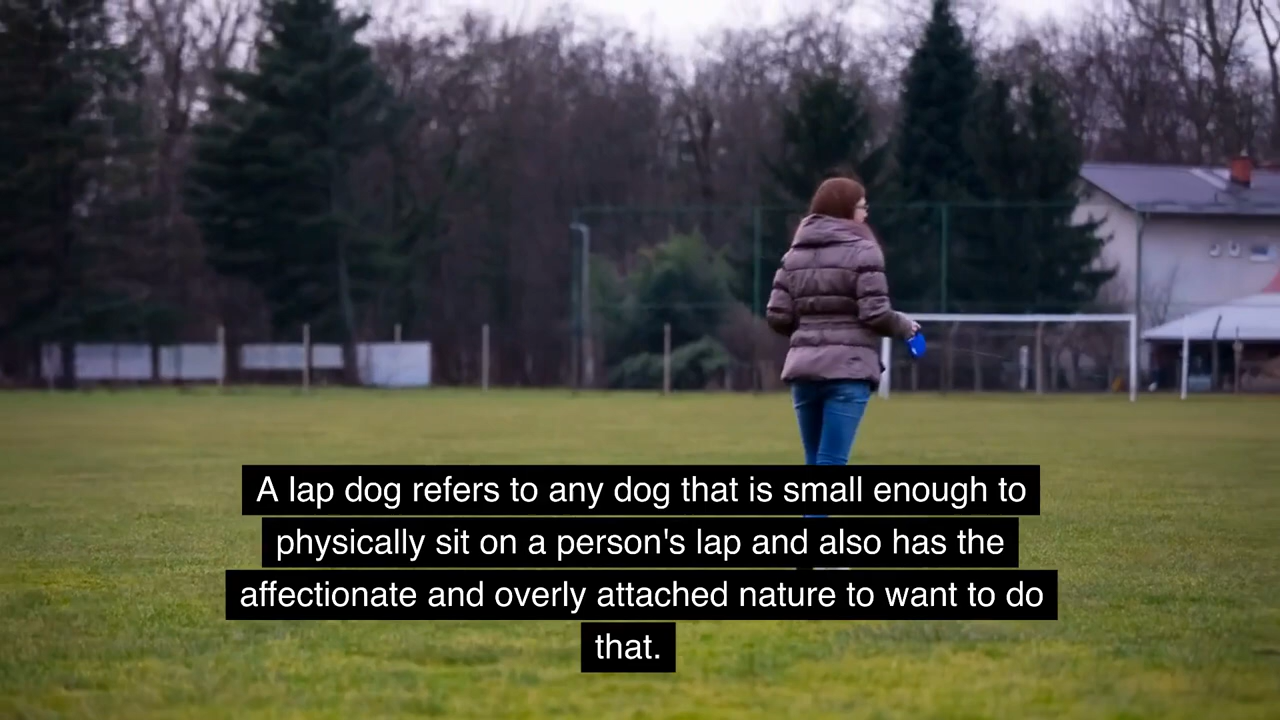 A lap dog refers to any dog that is small enough to
physically sit on a person's lap and also has the
affectionate and overly attached nature to want to do
that.